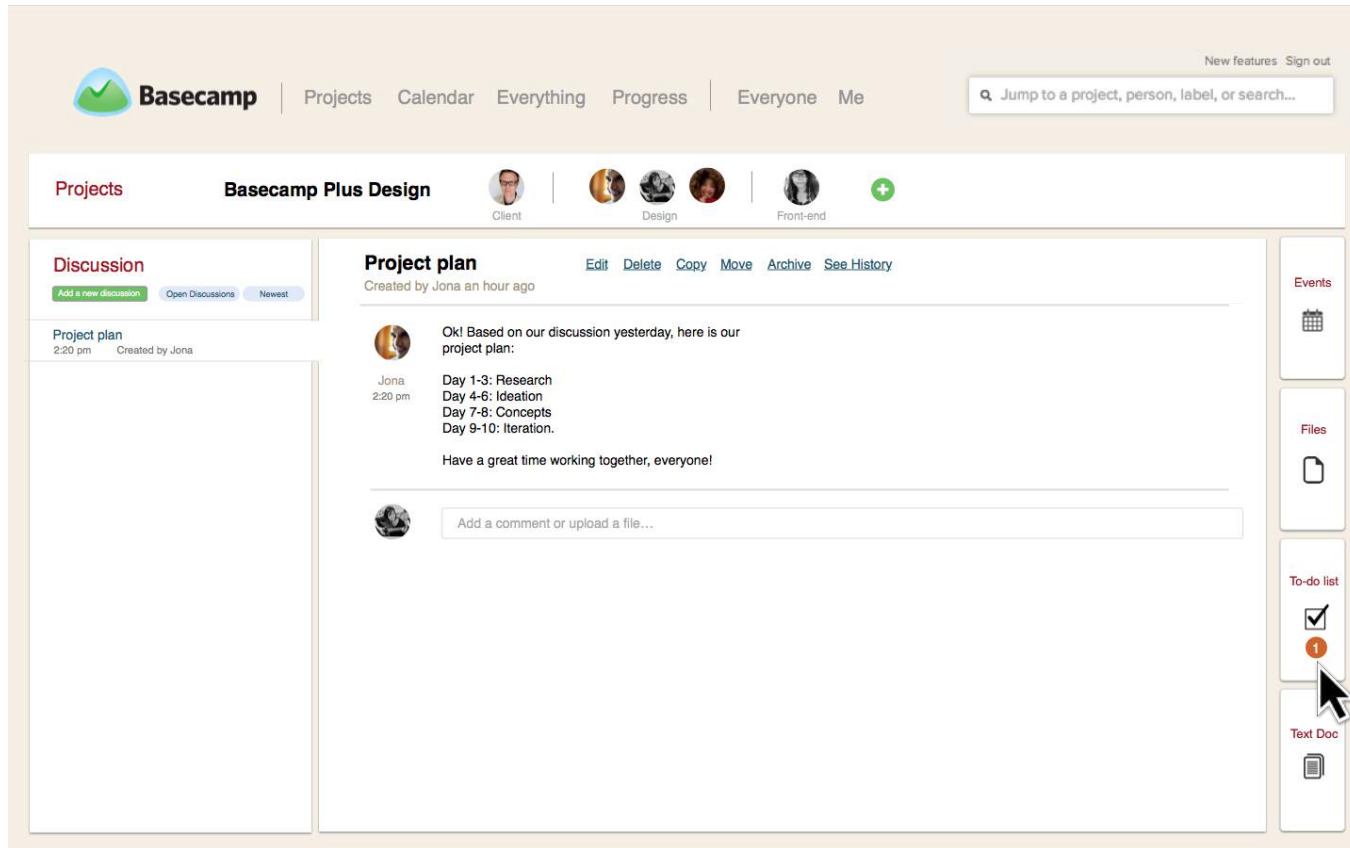 New features Sign out
Basecamp Projects Calendar Everything Progress Everyone Me
Jump to a project, person, label, or search...
Projects
Basecamp Plus Design
Client
Design
Front-end
Discussion
Add a new discussion Open Discussions Newest
Project plan
2:20 pm Created by Jona
Project plan
Edit Delete Copy Move Archive See History
Created by Jona an hour ago
Jona
2:20 pm
Ok! Based on our discussion yesterday, here is our
project plan:
Day 1-3: Research
Day 4-6: Ideation
Day 7-8: Concepts
Day 9-10: Iteration.
Have a great time working together, everyone!
Add a comment or upload a file...
Events
Files
To-do list
1
Text Doc